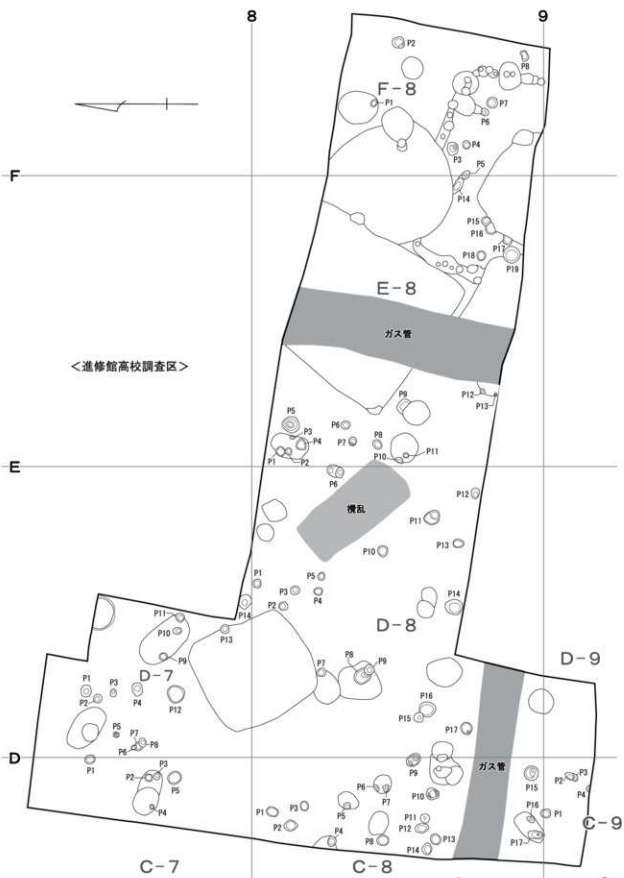 8 9
P2
P8
F-8
P1
P7
P6
P4
P3
P5
F
P14
P15
P16
P17
P18
P19
E-8
ガス管
<進修館高校調査区>
P12
P13
P9
P5
P3
P4
P6
P7
P8
P1
P2
P10
P11
E
P6
P12
攪乱
P11
P13
P10
P5
P1
P3
P4
P2
P14
P14
P11
P13
D-8
P10
P9
D-7
P7
P8
P9
D-9
P1
P3
P4
P2
P12
P16
P15
P5
P7
P8
P6
P17
D
P1
P9
ガス管
P2
P3
P5
P15
P2
P3
P4
P6
P7
P10
P4
P1
P3
P5
P11
P16
P1
C-9
P2
P12
P17
P4
P8
P13
P14
C-7 C-8